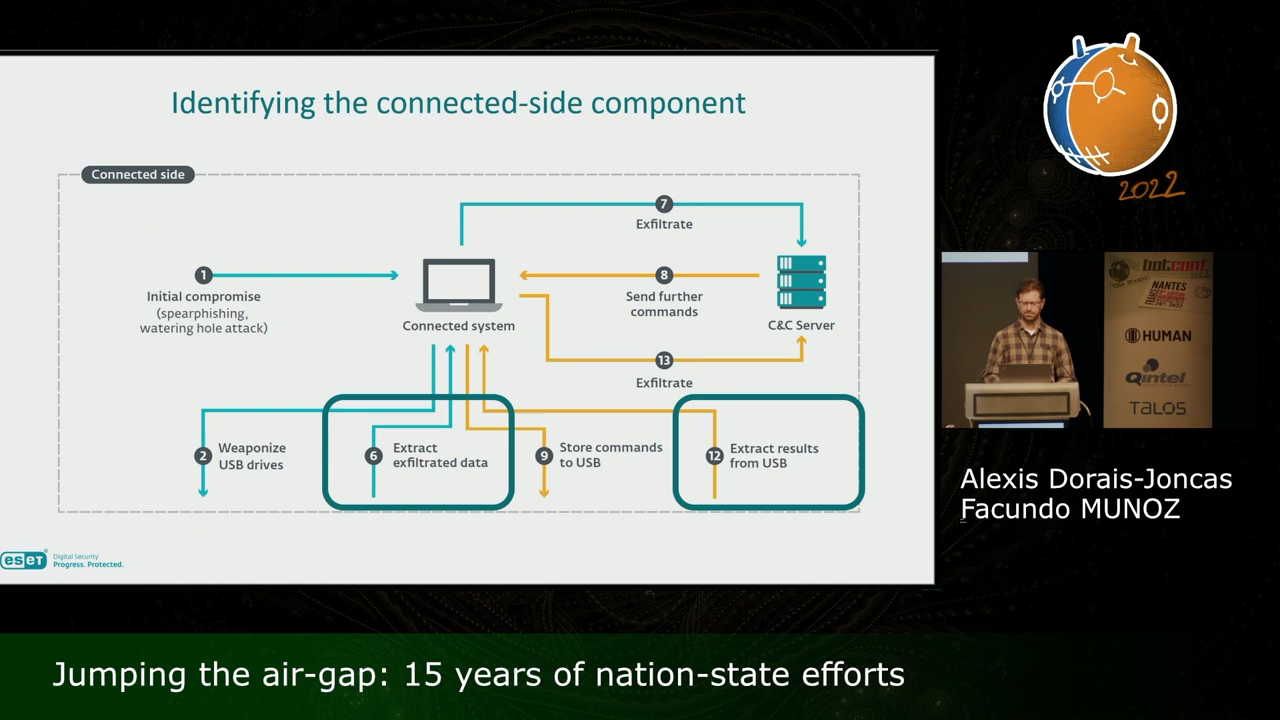 Identifying the connected-side component
Connected side
7
Exfiltrate
1
Initial compromise
(spearphishing,
watering hole attack)
Connected system
8
Send further
commands
C&C Server
13
Exfiltrate
2
Weaponize
USB drives
6
Extract
exfiltrated data
9
Store commands
to USB
12
Extract results
from USB
eseT
Digital Security
Progress. Protected.
2022
botconf
NANTES
HUMAN
Qintel
TALOS
Alexis Dorais-Joncas
Facundo MUNOZ
Jumping the air-gap: 15 years of nation-state efforts